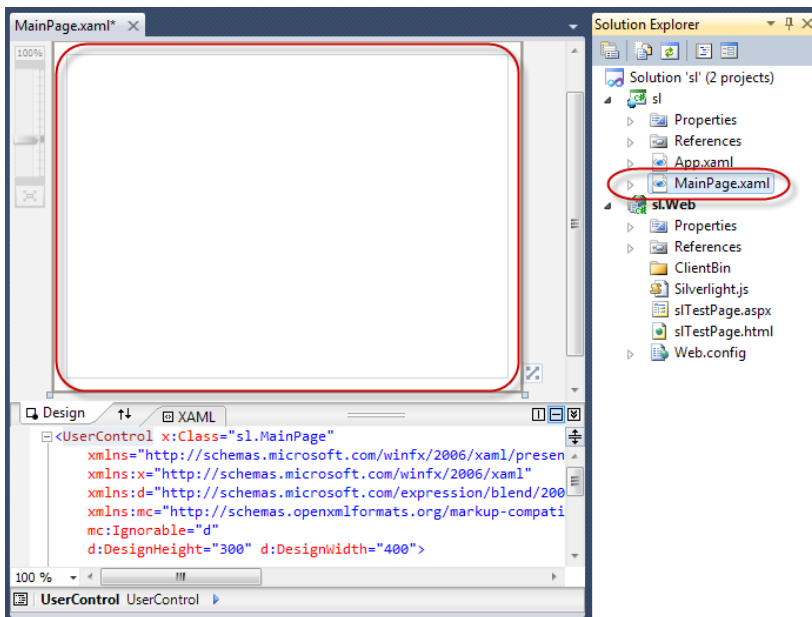 MainPage.xaml*
100%
Design
XAML
<UserControl x:Class="sl.MainPage"
xmlns="http://schemas.microsoft.com/winfx/2006/xaml/presen
xmlns:x="http://schemas.microsoft.com/winfx/2006/xaml"
xmlns:d="http://schemas.microsoft.com/expression/blend/200
xmlns:mc="http://schemas.openxmlformats.org/markup-compati
mc:Ignorable="d"
d:DesignHeight="300" d:DesignWidth="400">
100 %
UserControl UserControl
Solution Explorer
Solution 'sl' (2 projects)
sl
Properties
References
App.xaml
MainPage.xaml
sl.Web
Properties
References
ClientBin
Silverlight.js
slTestPage.aspx
slTestPage.html
Web.config